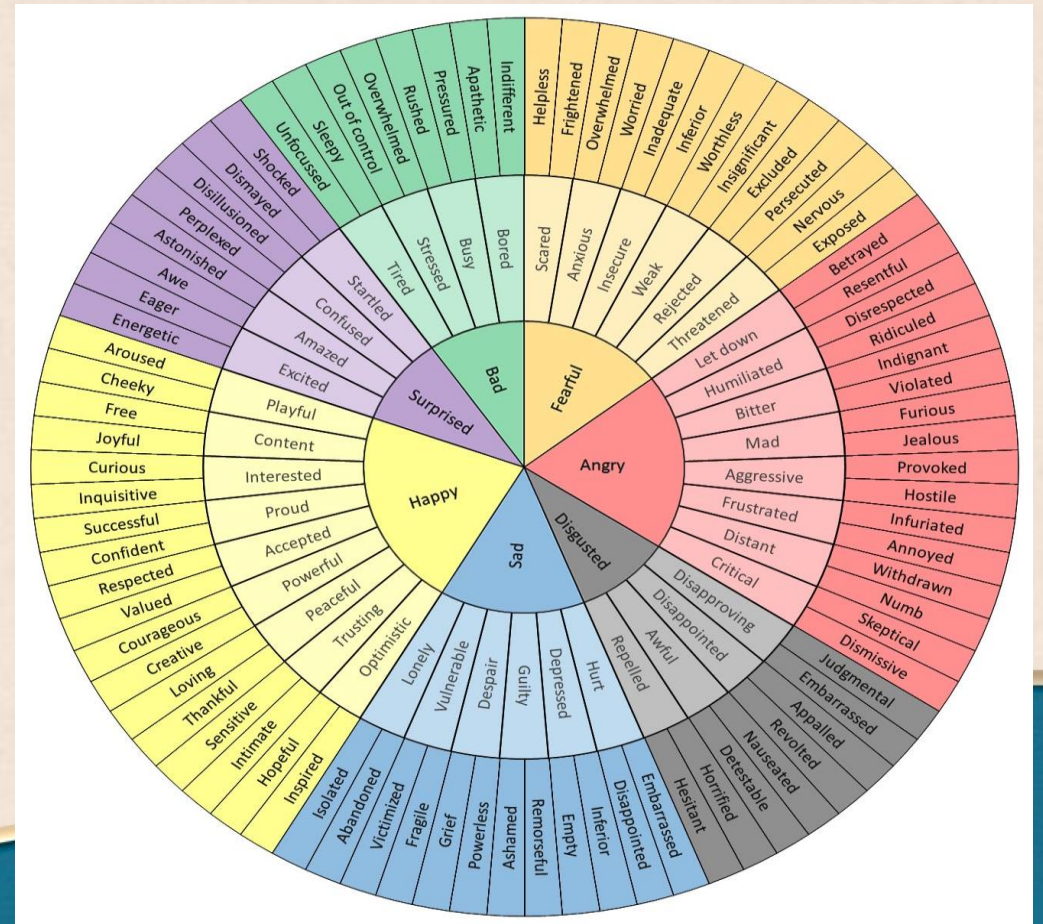 Fearful
Angry
Disgusted
Sad
Happy
Surprised
Bad
Scared
Anxious
Insecure
Weak
Rejected
Threatened
Let down
Humiliated
Bitter
Mad
Aggressive
Frustrated
Distant
Critical
Disapproving
Disappointed
Awful
Repelled
Hurt
Depressed
Guilty
Despair
Vulnerable
Lonely
Optimistic
Trusting
Peaceful
Powerful
Accepted
Proud
Interested
Content
Playful
Excited
Amazed
Confused
Startled
Tired
Stressed
Busy
Bored
Helpless
Frightened
Overwhelmed
Worried
Inadequate
Inferior
Worthless
Insignificant
Excluded
Persecuted
Nervous
Exposed
Betrayed
Resentful
Disrespected
Ridiculed
Indignant
Violated
Furious
Jealous
Provoked
Hostile
Infuriated
Annoyed
Withdrawn
Numb
Skeptical
Dismissive
Judgmental
Embarrassed
Appalled
Revolted
Nauseated
Detestable
Horrified
Hesitant
Embarrassed
Disappointed
Inferior
Empty
Remorseful
Ashamed
Powerless
Grief
Fragile
Victimized
Abandoned
Isolated
Inspired
Hopeful
Intimate
Sensitive
Thankful
Loving
Creative
Courageous
Valued
Respected
Confident
Successful
Inquisitive
Curious
Joyful
Free
Cheeky
Aroused
Energetic
Eager
Awe
Astonished
Perplexed
Disillusioned
Dismayed
Shocked
Unfocussed
Sleepy
Out of control
Overwhelmed
Rushed
Pressured
Apathetic
Indifferent